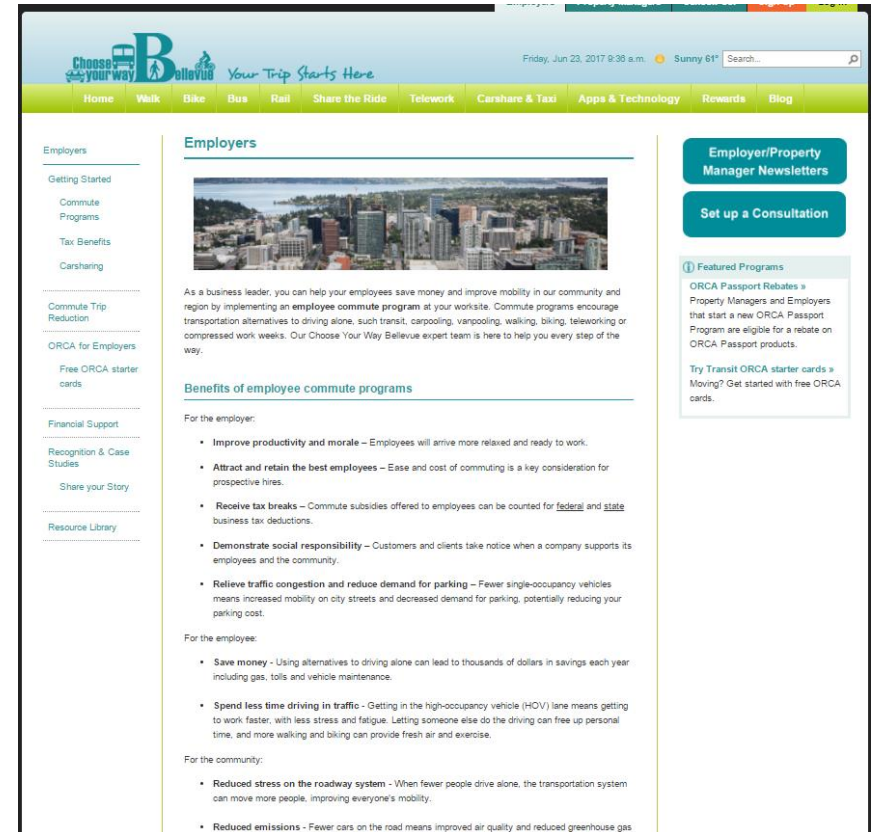 Employers Property Managers Sign Up Log In
Choose your way Bellevue Your Trip Starts Here
Friday, Jun 23, 2017 9:36 a.m. Sunny 61° Search...
Home Walk Bike Bus Rail Share the Ride Telework Carshare & Taxi Apps & Technology Rewards Blog
Employers
Getting Started
Commute
Programs
Tax Benefits
Carsharing
Commute Trip
Reduction
ORCA for Employers
Free ORCA starter
cards
Financial Support
Recognition & Case
Studies
Share your Story
Resource Library
Employers
As a business leader, you can help your employees save money and improve mobility in our community and
region by implementing an employee commute program at your worksite. Commute programs encourage
transportation alternatives to driving alone, such transit, carpooling, vanpooling, walking, biking, teleworking or
compressed work weeks. Our Choose Your Way Bellevue expert team is here to help you every step of the
way.
Benefits of employee commute programs
For the employer:
• Improve productivity and morale – Employees will arrive more relaxed and ready to work.
• Attract and retain the best employees – Ease and cost of commuting is a key consideration for
prospective hires.
• Receive tax breaks – Commute subsidies offered to employees can be counted for federal and state
business tax deductions.
• Demonstrate social responsibility – Customers and clients take notice when a company supports its
employees and the community.
• Relieve traffic congestion and reduce demand for parking – Fewer single-occupancy vehicles
means increased mobility on city streets and decreased demand for parking, potentially reducing your
parking cost.
For the employee:
• Save money - Using alternatives to driving alone can lead to thousands of dollars in savings each year
including gas, tolls and vehicle maintenance.
• Spend less time driving in traffic - Getting in the high-occupancy vehicle (HOV) lane means getting
to work faster, with less stress and fatigue. Letting someone else do the driving can free up personal
time, and more walking and biking can provide fresh air and exercise.
For the community:
• Reduced stress on the roadway system - When fewer people drive alone, the transportation system
can move more people, improving everyone's mobility.
• Reduced emissions - Fewer cars on the road means improved air quality and reduced greenhouse gas
Employer/Property
Manager Newsletters
Set up a Consultation
Featured Programs
ORCA Passport Rebates »
Property Managers and Employers
that start a new ORCA Passport
Program are eligible for a rebate on
ORCA Passport products.
Try Transit ORCA starter cards »
Moving? Get started with free ORCA
cards.